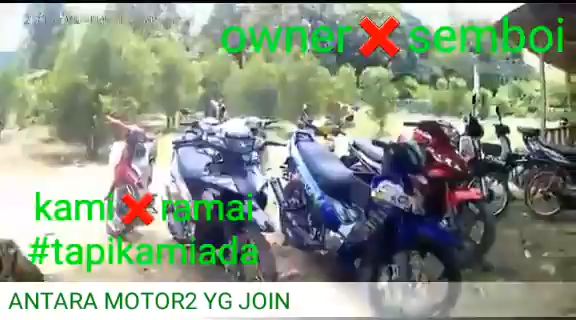 owner❌semboi
kami❌ramai
#tapikamiada
ANTARA MOTOR2 YG JOIN